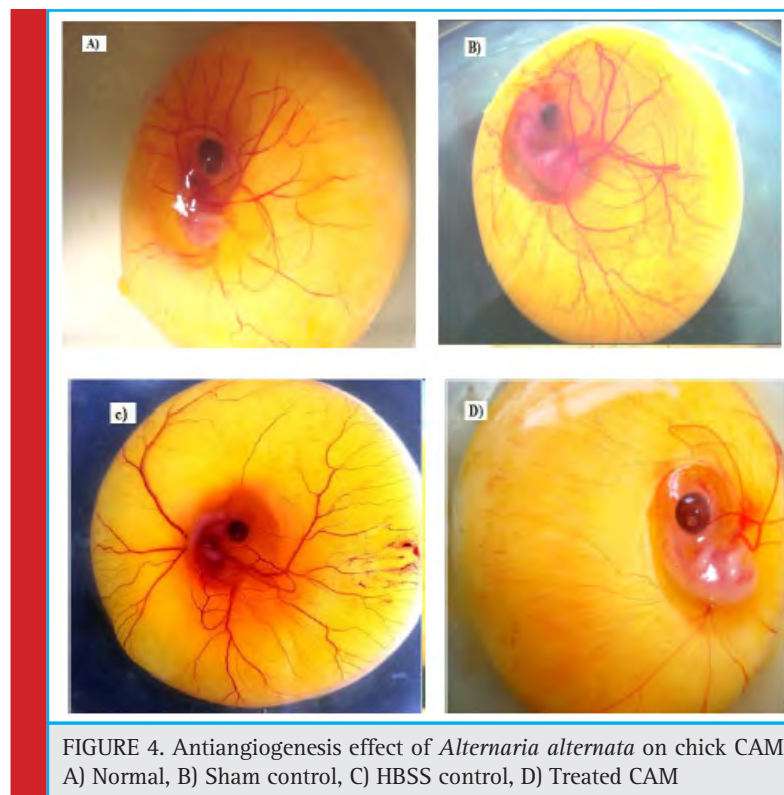 A)
B)
c)
D)
FIGURE 4. Antiangiogenesis effect of Alternaria alternata on chick CAM
A) Normal, B) Sham control, C) HBSS control, D) Treated CAM